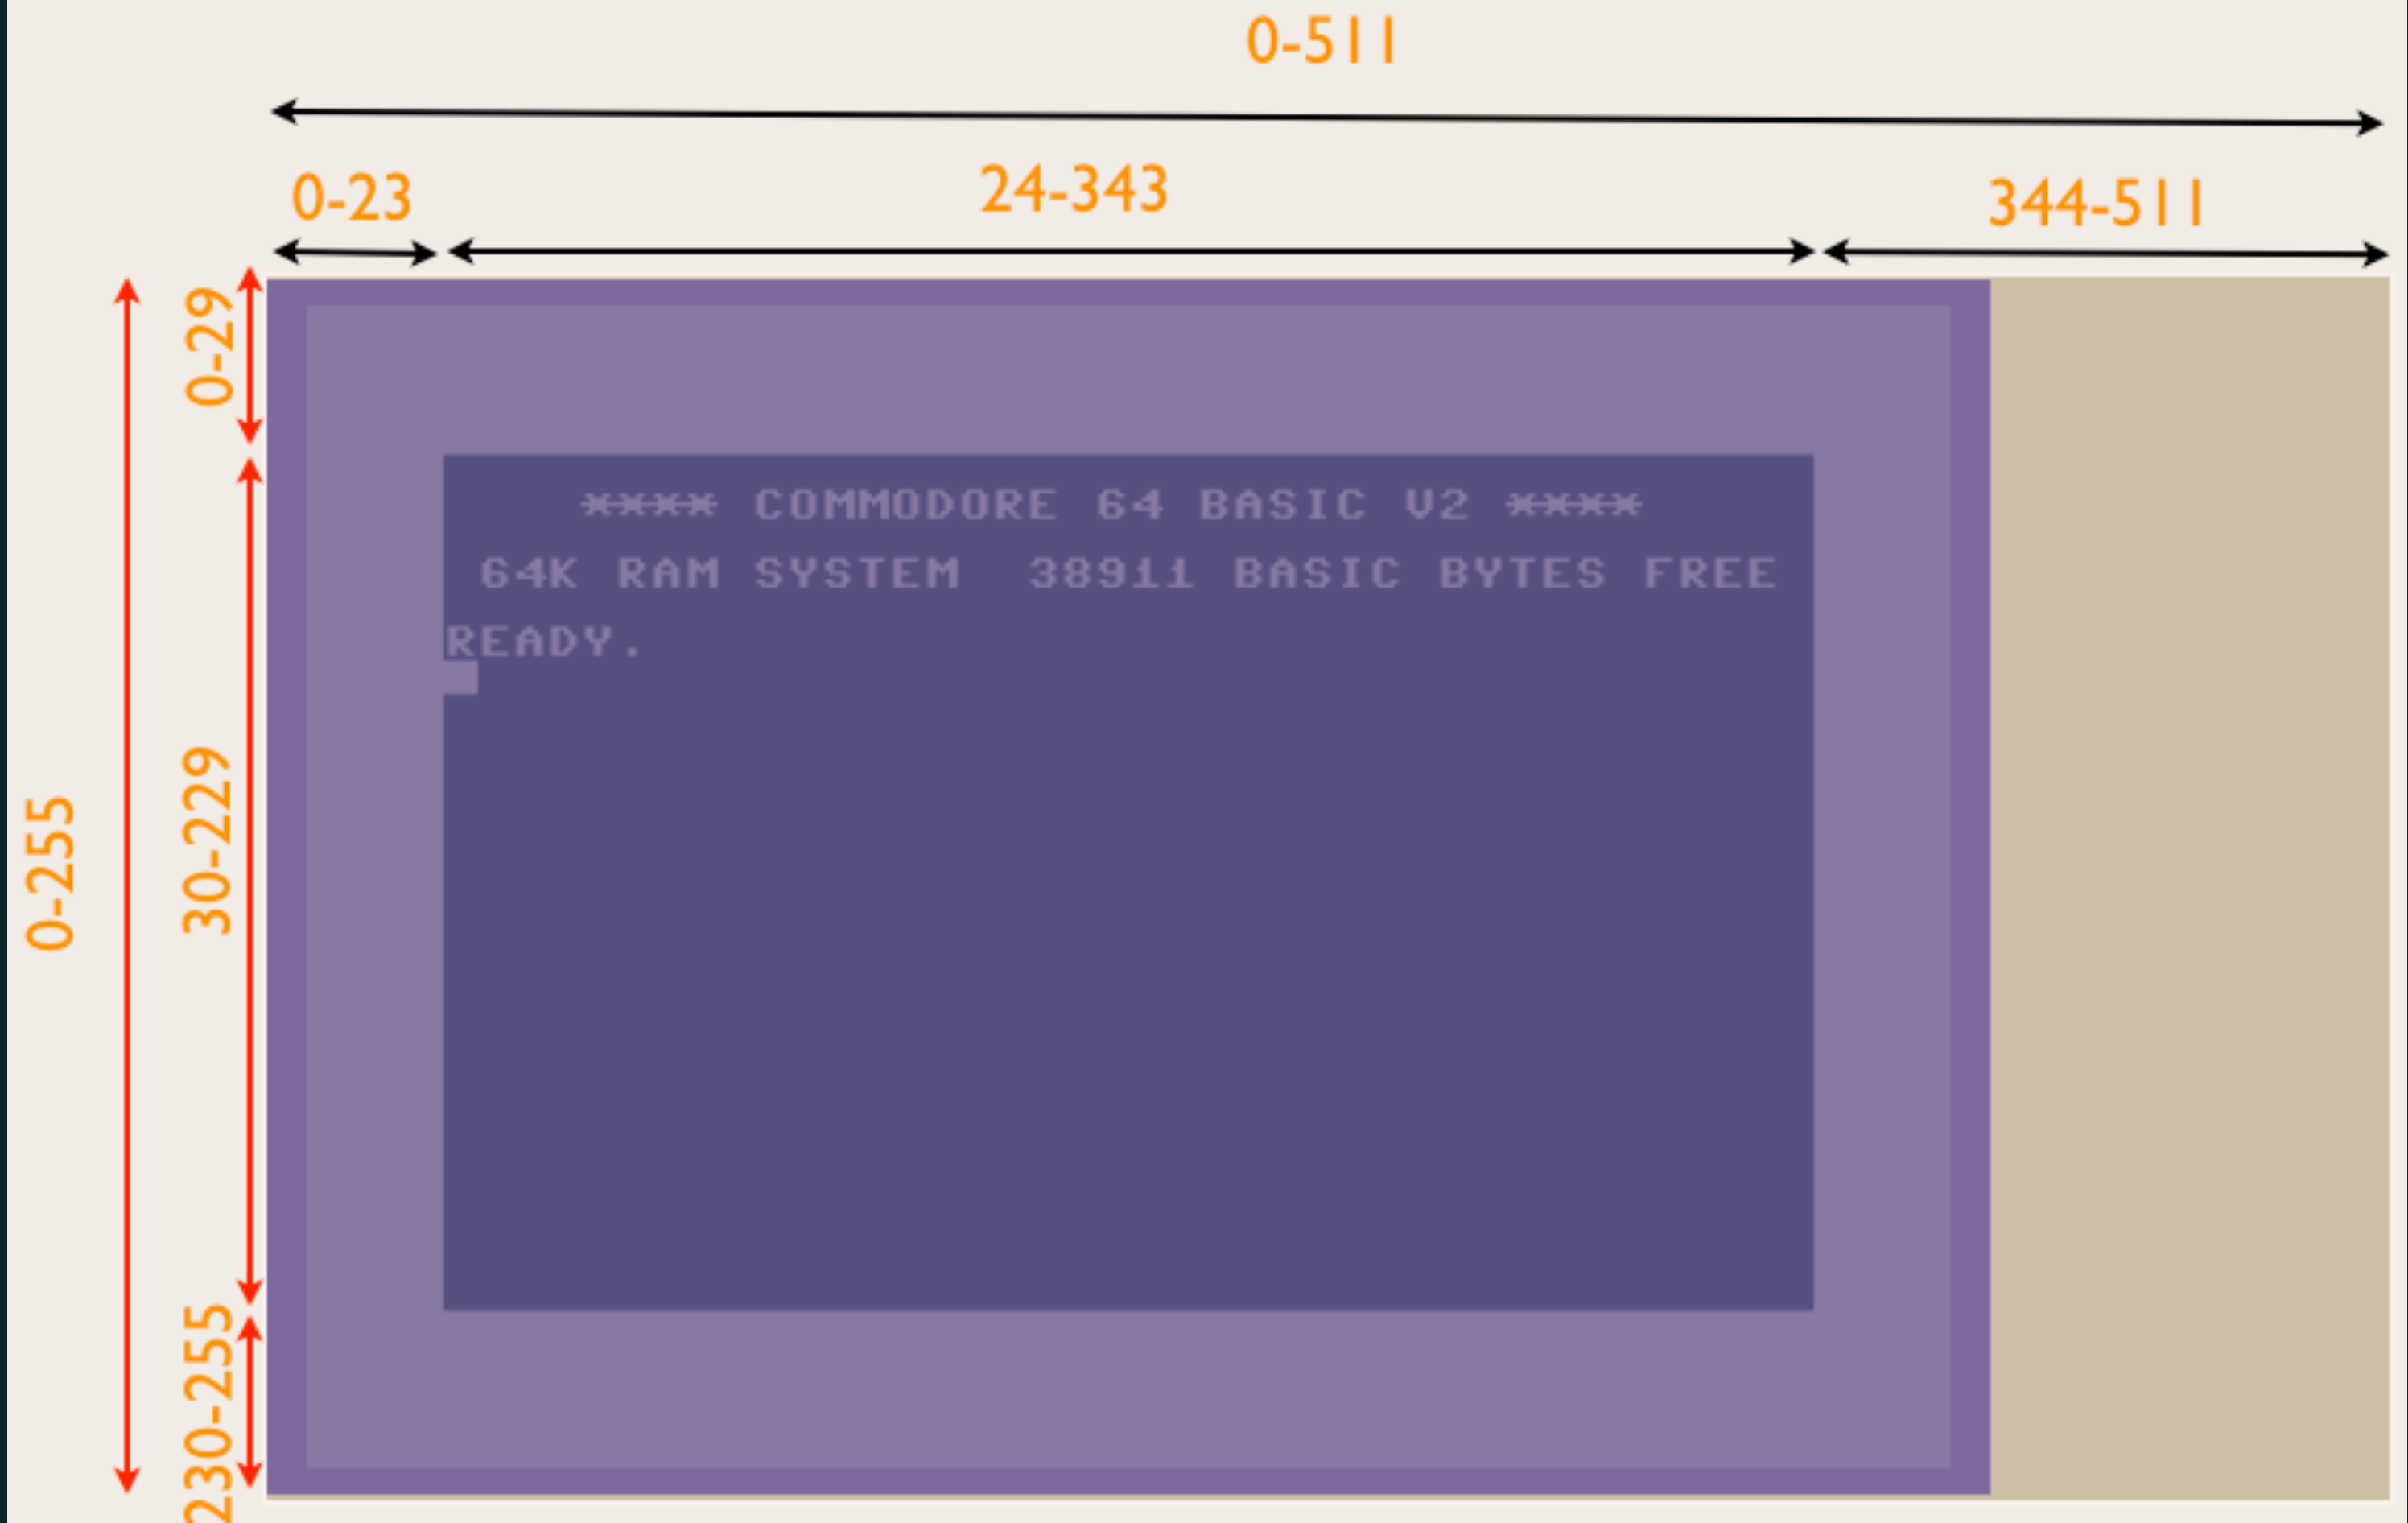 0-511
0-23
24-343
344-511
0-29
30-229
0-255
230-255
**** COMMODORE 64 BASIC V2 ****
64K RAM SYSTEM  38911 BASIC BYTES FREE
READY.